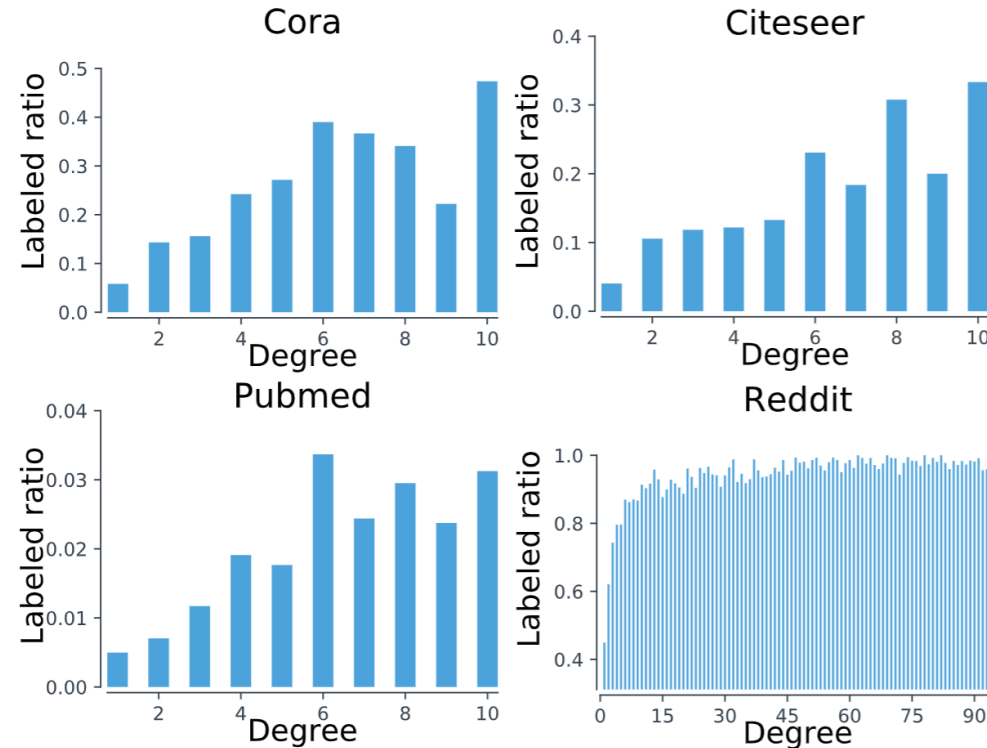 Cora
Labeled ratio
0.5
0.4
0.3
0.2
0.1
0.0
2 4 6 8 10
Degree
Citeseer
Labeled ratio
0.4
0.3
0.2
0.1
0.0
2 4 6 8 10
Degree
Pubmed
Labeled ratio
0.04
0.03
0.02
0.01
0.00
2 4 6 8 10
Degree
Reddit
Labeled ratio
1.0
0.8
0.6
0.4
0 15 30 45 60 75 90
Degree